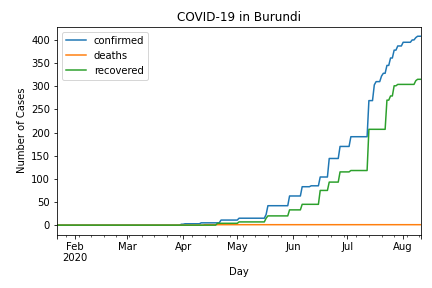 COVID-19 in Burundi
confirmed
deaths
recovered
Number of Cases
400
350
300
250
200
150
100
50
0
Feb Mar Apr May Jun Jul Aug
2020
Day